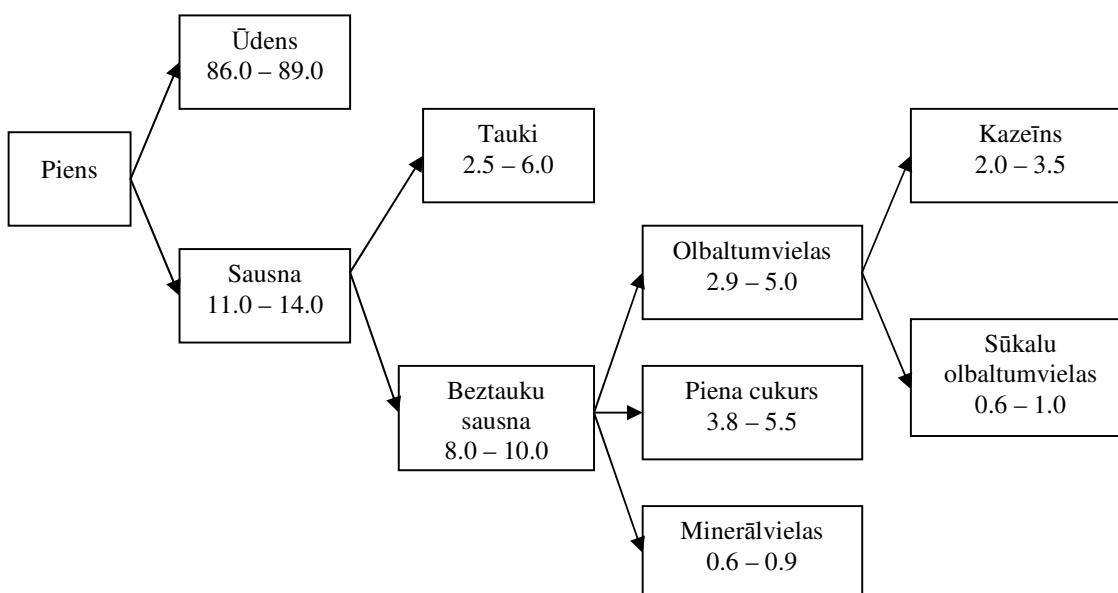 Ūdens
86.0 – 89.0
Piens
Tauki
2.5 – 6.0
Kazeīns
2.0 – 3.5
Sausna
11.0 – 14.0
Olbaltumvielas
2.9 – 5.0
Sūkalu
olbaltumvielas
0.6 – 1.0
Beztauku
sausna
8.0 – 10.0
Piena cukurs
3.8 – 5.5
Minerālvielas
0.6 – 0.9